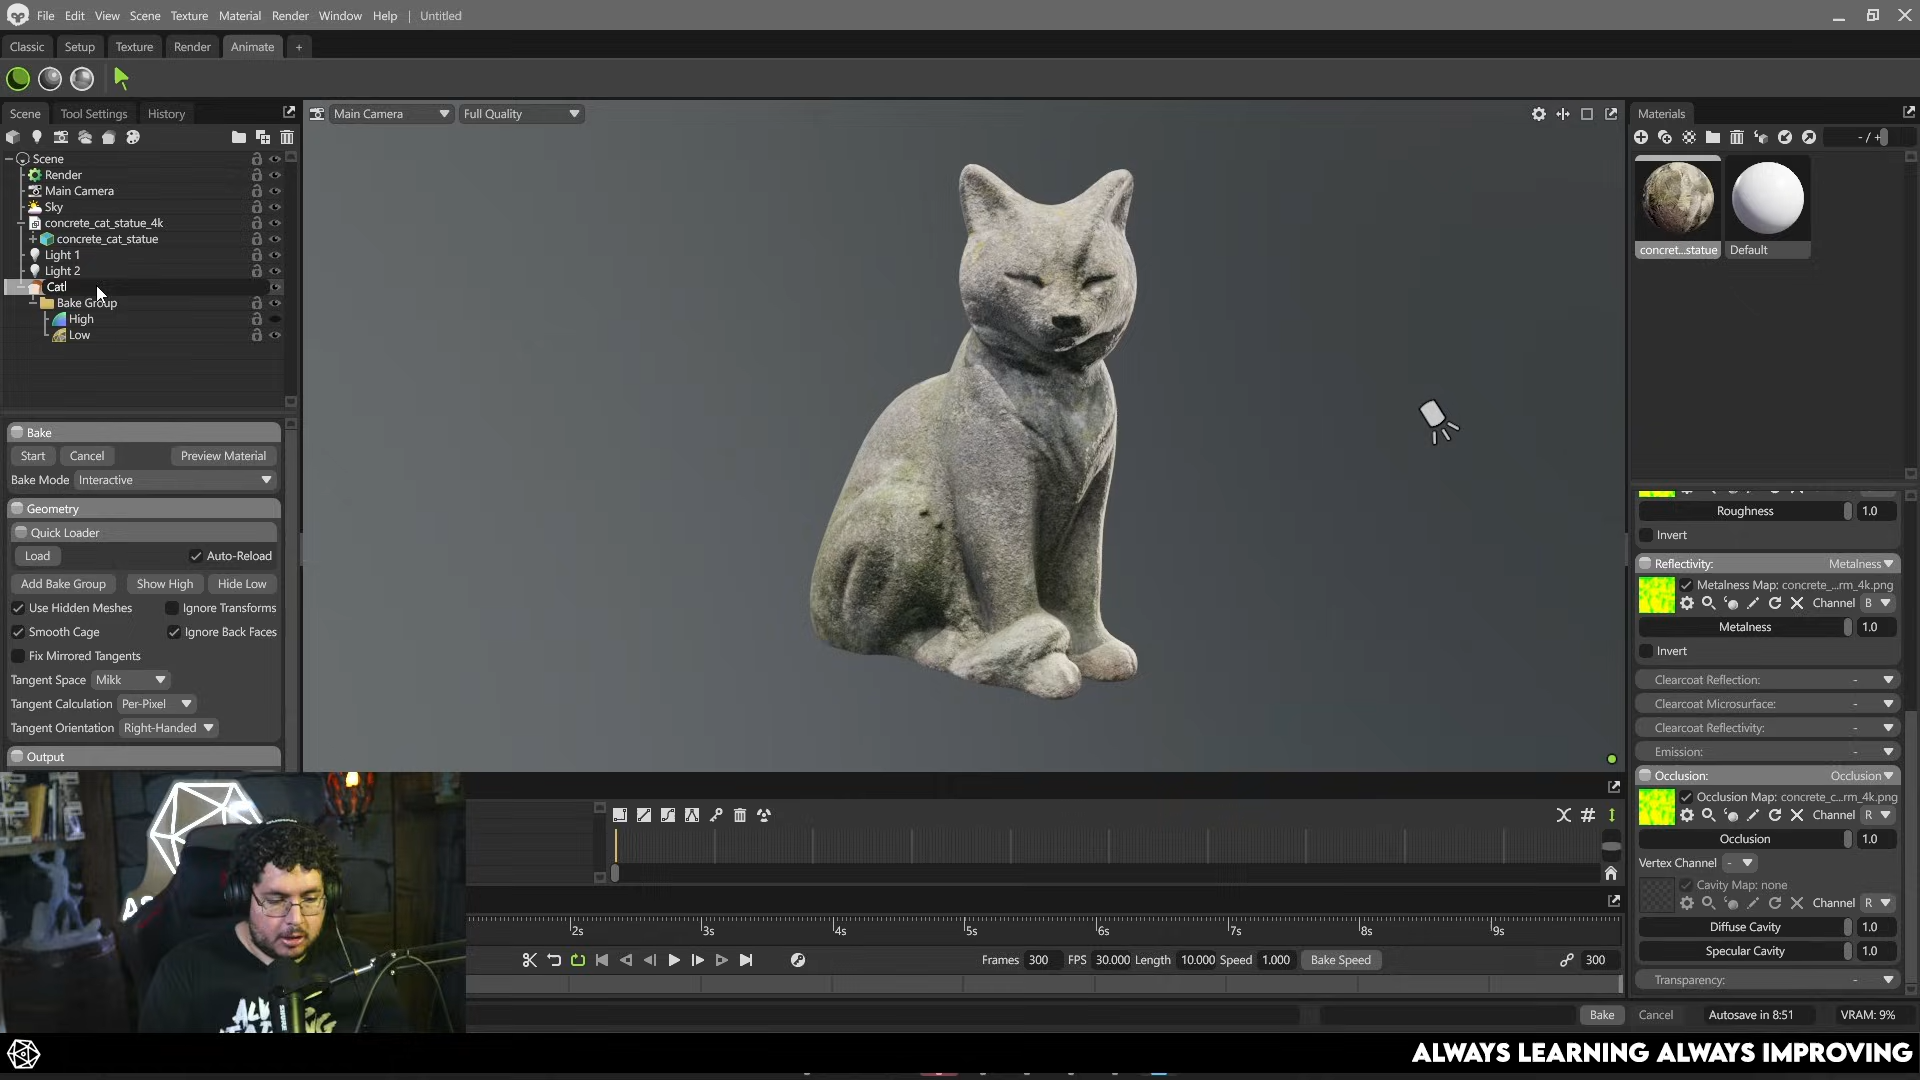 File Edit View Scene Texture Material Render Window Help | Untitled
Classic Setup Texture Render Animate +
Scene Tool Settings History
Main Camera Full Quality
Materials
- / +
Scene
Render
Main Camera
Sky
concrete_cat_statue_4k
concrete_cat_statue
Light 1
Light 2
Catl
Bake Group
High
Low
concret...statue Default
Bake
Start Cancel Preview Material
Bake Mode Interactive
Geometry
Quick Loader
Load Auto-Reload
Add Bake Group Show High Hide Low
Use Hidden Meshes Ignore Transforms
Smooth Cage Ignore Back Faces
Fix Mirrored Tangents
Tangent Space Mikk
Tangent Calculation Per-Pixel
Tangent Orientation Right-Handed
Output
Roughness 1.0
Invert
Reflectivity: Metalness
Metalness Map: concrete_...rm_4k.png
Channel B
Metalness 1.0
Invert
Clearcoat Reflection: -
Clearcoat Microsurface: -
Clearcoat Reflectivity: -
Emission: -
Occlusion: Occlusion
Occlusion Map: concrete_c...rm_4k.png
Channel R
Occlusion 1.0
Vertex Channel -
Cavity Map: none
Channel R
Diffuse Cavity 1.0
Specular Cavity 1.0
Transparency: -
2s 3s 4s 5s 6s 7s 8s 9s
Frames 300 FPS 30.000 Length 10.000 Speed 1.000 Bake Speed 300
Bake Cancel Autosave in 8:51 VRAM: 9%
ALWAYS LEARNING ALWAYS IMPROVING